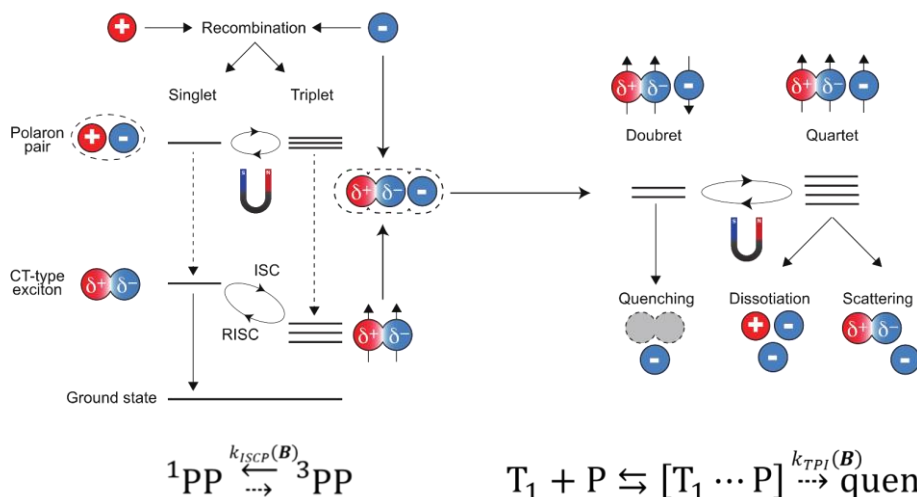 + Recombination -
Singlet Triplet
Polaron
pair
+ -
δ+ δ− -
CT-type
exciton
δ+ δ−
ISC
RISC
δ+ δ−
Ground state
δ+ δ− -
δ+ δ− -
Doubret Quartet
Quenching Dissotiation Scattering
-
+ - -
δ+ δ− -
¹PP k_ISCP(B) ⇠ ³PP
T₁ + P ⇆ [T₁ ⋯ P] k_TPI(B) ⇢ quen